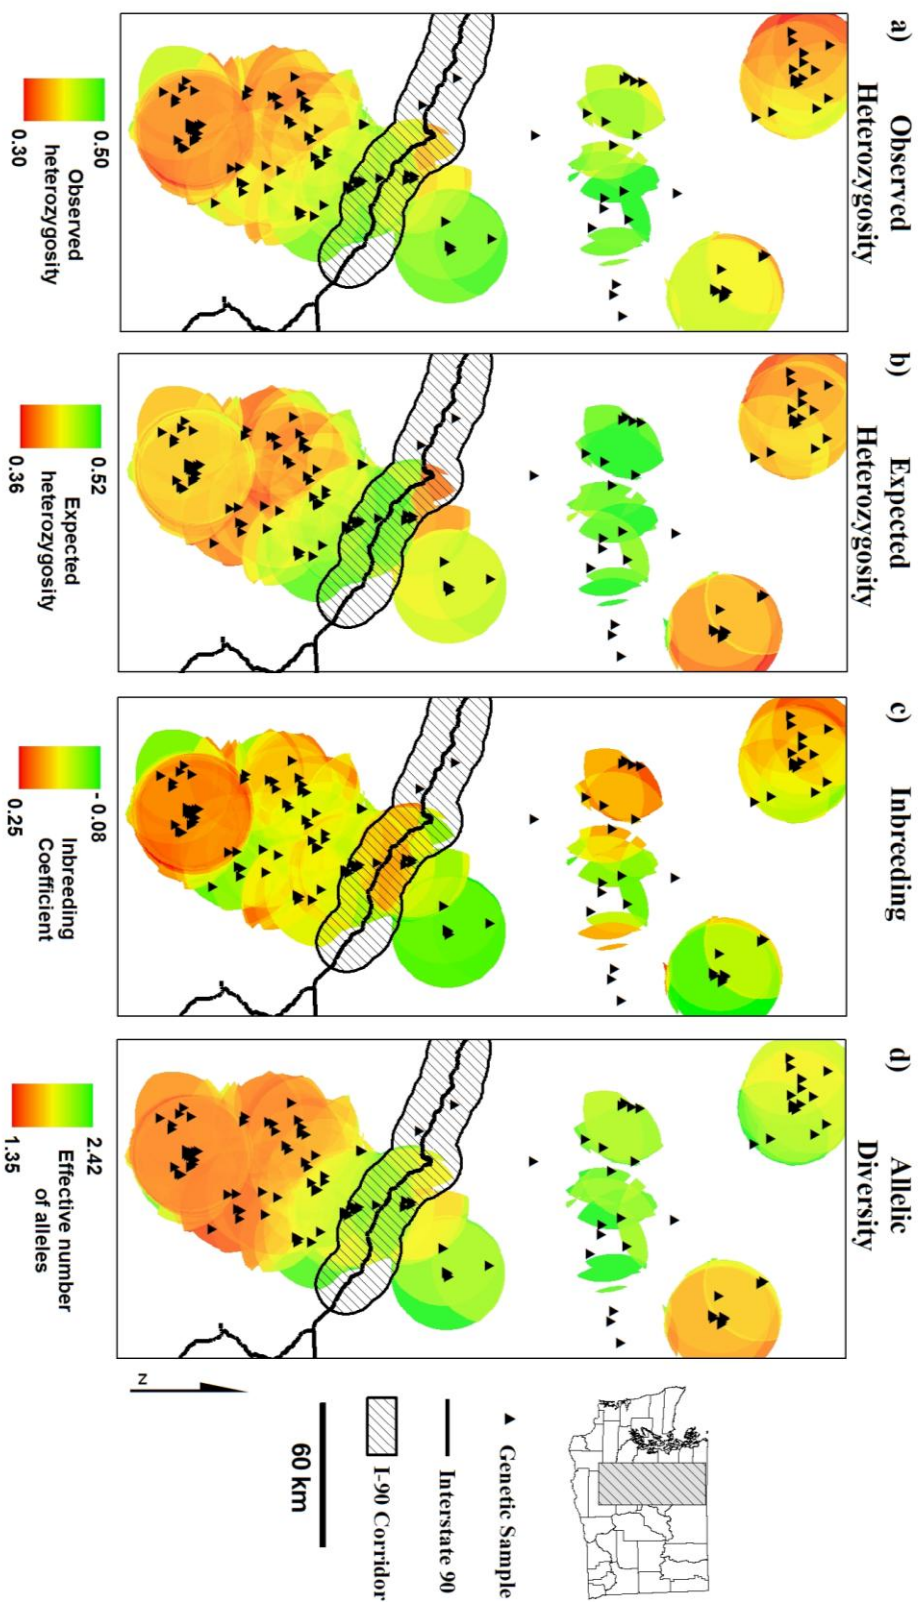 a) Observed
Heterozygosity
0.50
0.30
Observed
heterozygosity
b) Expected
Heterozygosity
0.52
0.36
Expected
heterozygosity
c) Inbreeding
- 0.08
0.25
Inbreeding
Coefficient
d) Allelic
Diversity
2.42
1.35
Effective number
of alleles
Genetic Sample
Interstate 90
I-90 Corridor
60 km
N